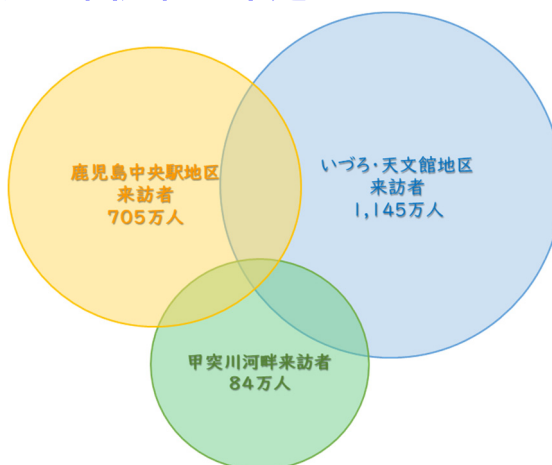 鹿児島中央駅地区
来訪者
705万人
いづろ・天文館地区
来訪者
1,145万人
甲突川河畔来訪者
84万人